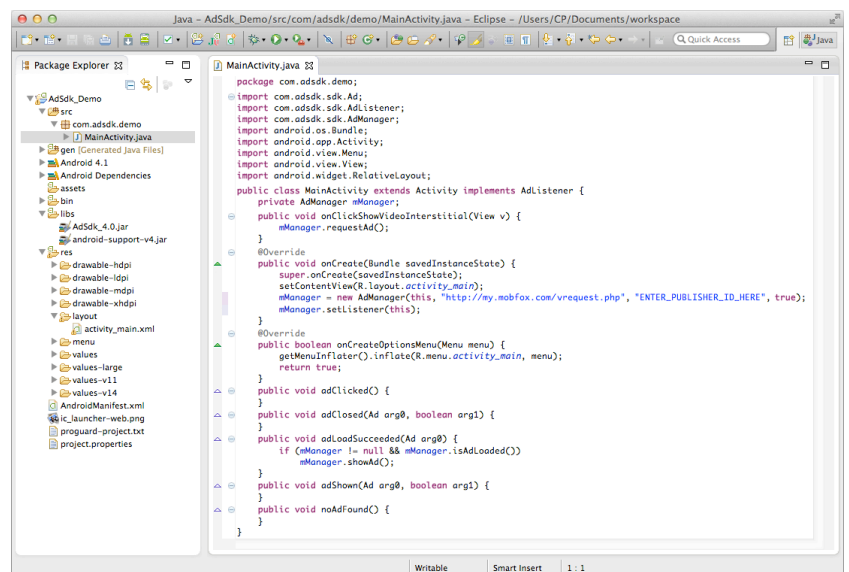 Java - AdSdk_Demo/src/com/adsdk/demo/MainActivity.java - Eclipse - /Users/CP/Documents/workspace
Quick Access
Java
Package Explorer
AdSdk_Demo
src
com.adsdk.demo
MainActivity.java
gen [Generated Java Files]
Android 4.1
Android Dependencies
assets
bin
libs
AdSdk_4.0.jar
android-support-v4.jar
res
drawable-hdpi
drawable-ldpi
drawable-mdpi
drawable-xhdpi
layout
activity_main.xml
menu
values
values-large
values-v11
values-v14
AndroidManifest.xml
ic_launcher-web.png
proguard-project.txt
project.properties
MainActivity.java
package com.adsdk.demo;
import com.adsdk.sdk.Ad;
import com.adsdk.sdk.AdListener;
import com.adsdk.sdk.AdManager;
import android.os.Bundle;
import android.app.Activity;
import android.view.Menu;
import android.view.View;
import android.widget.RelativeLayout;
public class MainActivity extends Activity implements AdListener {
private AdManager mManager;
public void onClickShowVideoInterstitial(View v) {
mManager.requestAd();
}
@Override
public void onCreate(Bundle savedInstanceState) {
super.onCreate(savedInstanceState);
setContentView(R.layout.activity_main);
mManager = new AdManager(this, "http://my.mobfox.com/vrequest.php", "ENTER_PUBLISHER_ID_HERE", true);
mManager.setListener(this);
}
@Override
public boolean onCreateOptionsMenu(Menu menu) {
getMenuInflater().inflate(R.menu.activity_main, menu);
return true;
}
public void adClicked() {
}
public void adClosed(Ad arg0, boolean arg1) {
}
public void adLoadSucceeded(Ad arg0) {
if (mManager != null && mManager.isAdLoaded())
mManager.showAd();
}
public void adShown(Ad arg0, boolean arg1) {
}
public void noAdFound() {
}
}
Writable
Smart Insert
1 : 1